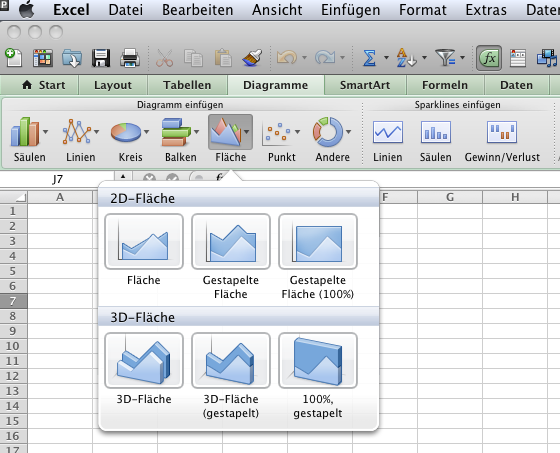 Excel Datei Bearbeiten Ansicht Einfügen Format Extras Daten
Start Layout Tabellen Diagramme SmartArt Formeln Daten
Diagramm einfügen Sparklines einfügen
Säulen Linien Kreis Balken Fläche Punkt Andere Linien Säulen Gewinn/Verlust
J7
A F G H
2D-Fläche
Fläche
Gestapelte
Fläche
Gestapelte
Fläche (100%)
3D-Fläche
3D-Fläche
3D-Fläche
(gestapelt)
100%,
gestapelt
1
2
3
4
5
6
7
8
9
10
11
12
13
14
15
16
17